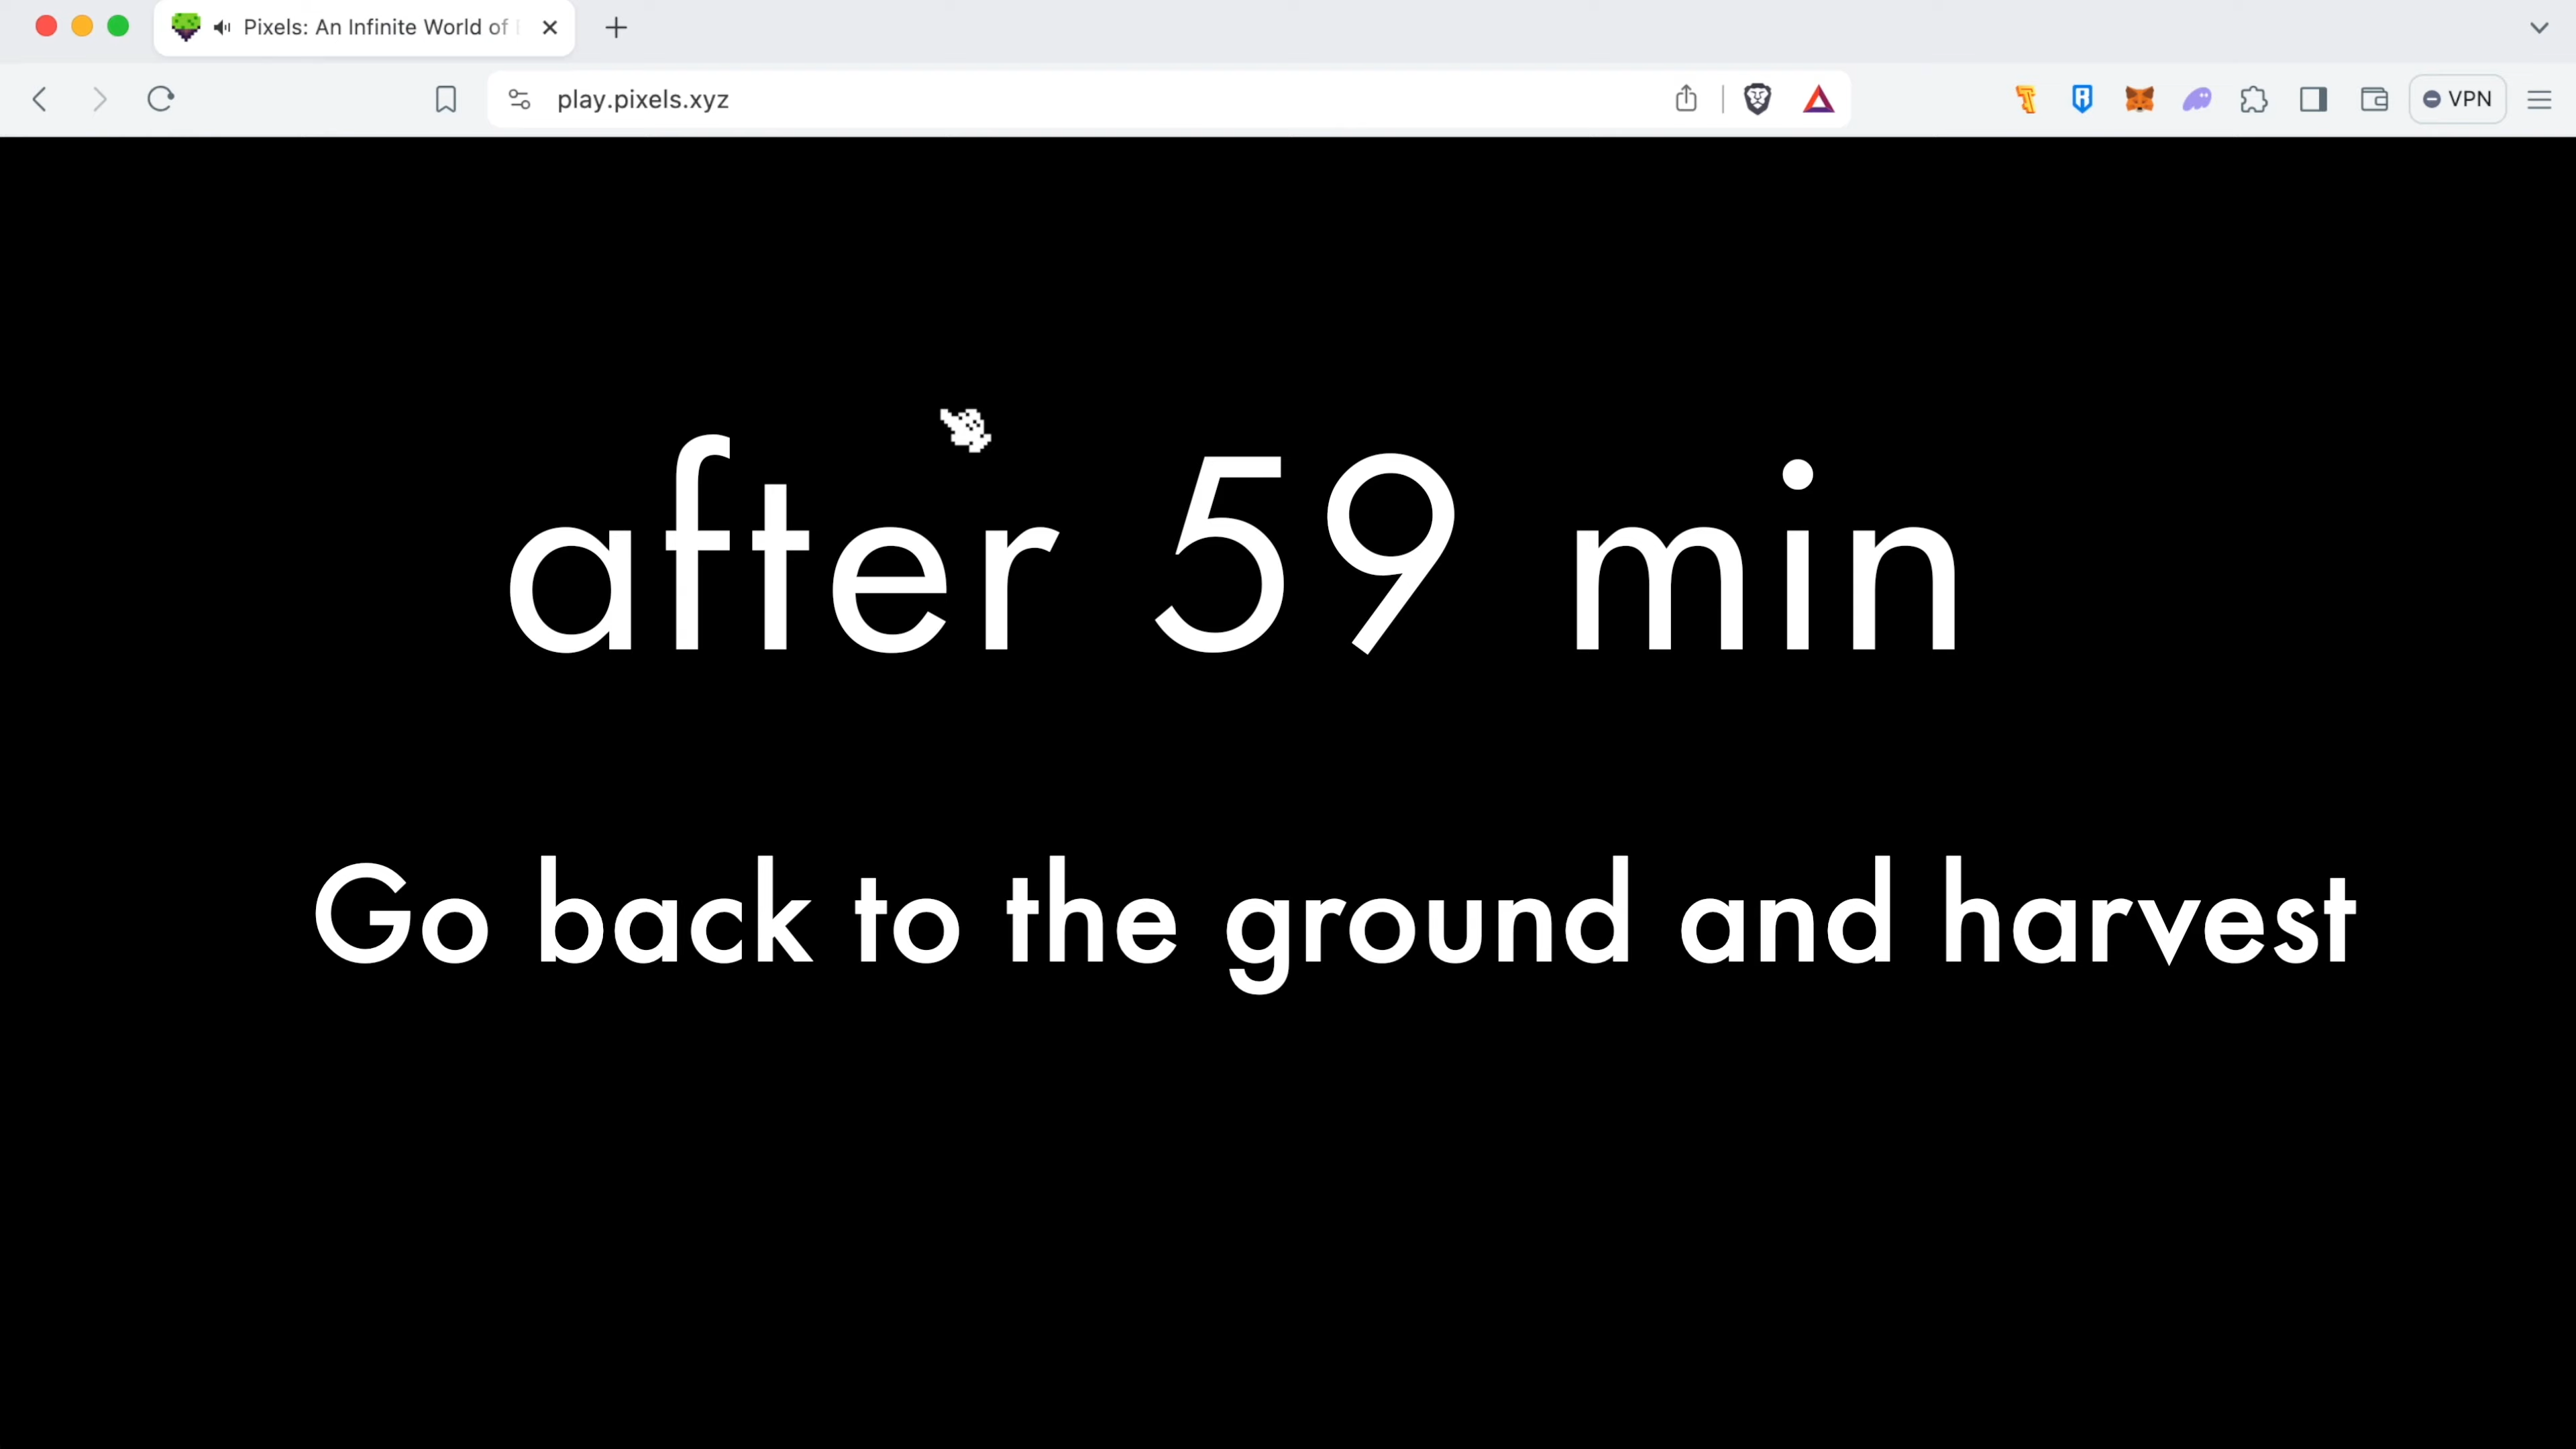 Pixels: An Infinite World of
play.pixels.xyz
VPN
after 59 min
Go back to the ground and harvest